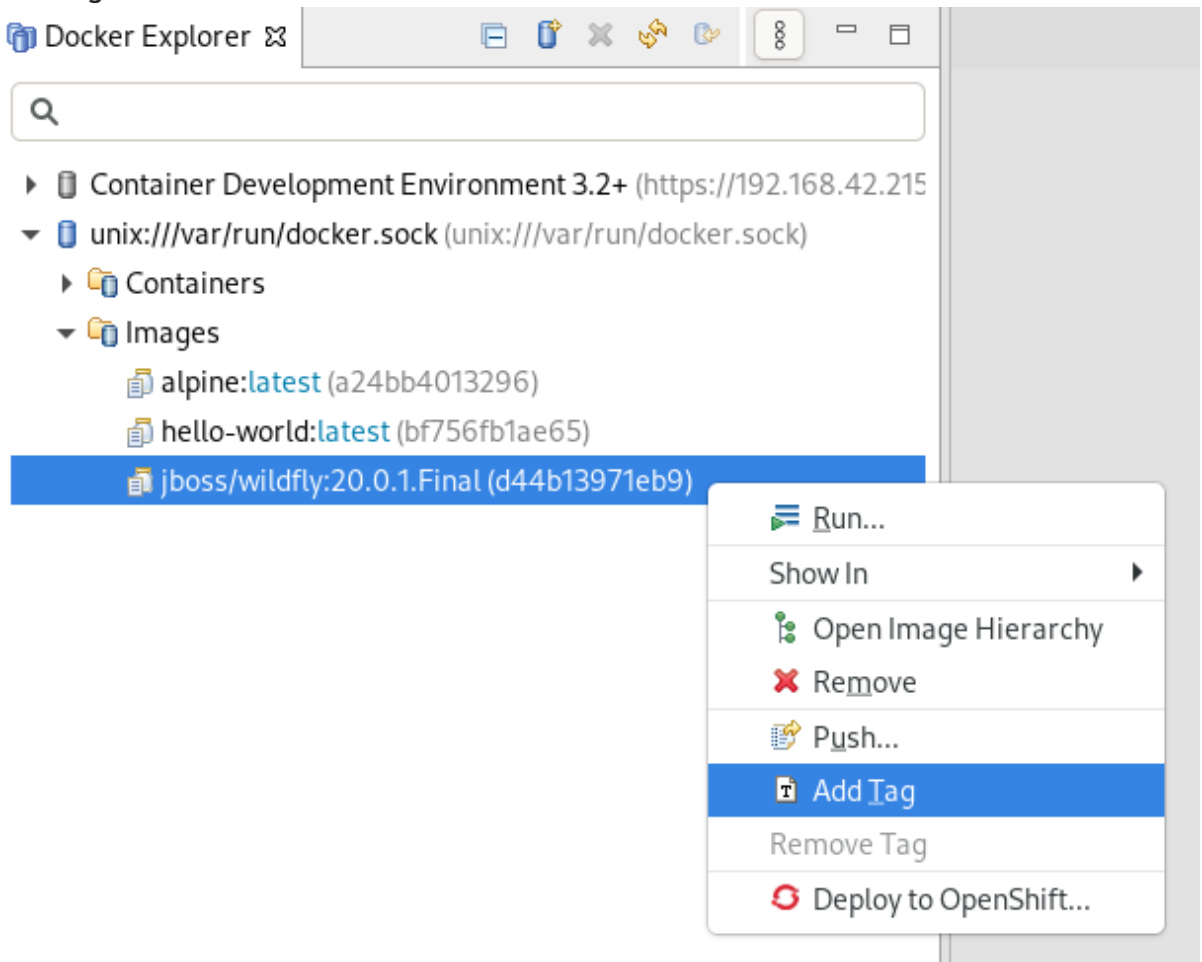 Docker Explorer
Container Development Environment 3.2+ (https://192.168.42.215
unix:///var/run/docker.sock (unix:///var/run/docker.sock)
Containers
Images
alpine:latest (a24bb4013296)
hello-world:latest (bf756fb1ae65)
jboss/wildfly:20.0.1.Final (d44b13971eb9)
Run...
Show In
Open Image Hierarchy
Remove
Push...
T Add Tag
Remove Tag
Deploy to OpenShift...